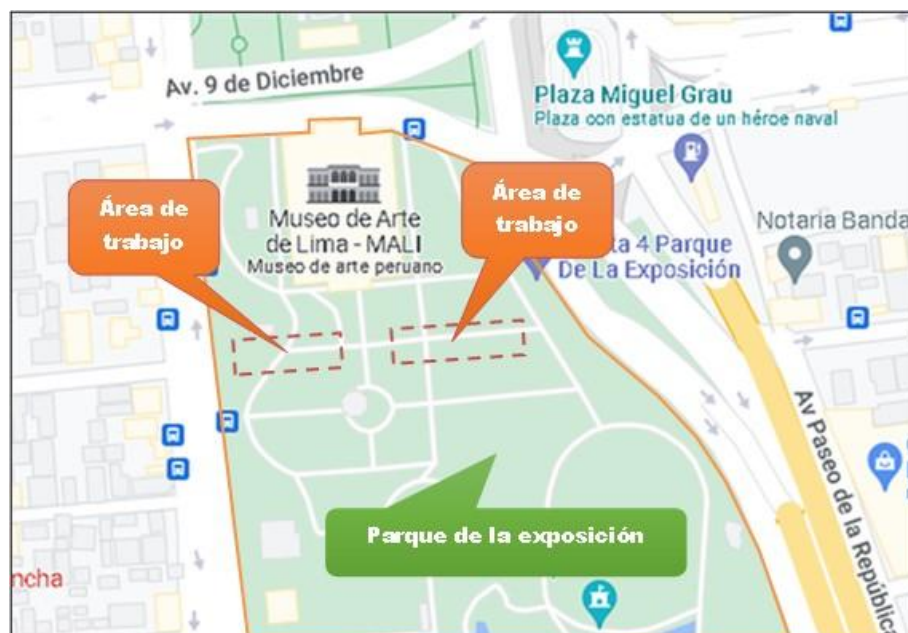 Av. 9 de Diciembre
Plaza Miguel Grau
Plaza con estatua de un héroe naval
Área de
trabajo
Área de
trabajo
Museo de Arte
de Lima - MALI
Museo de arte peruano
Notaria Banda
ta 4 Parque
De La Exposición
Av Paseo de la República
Parque de la exposición
ncha